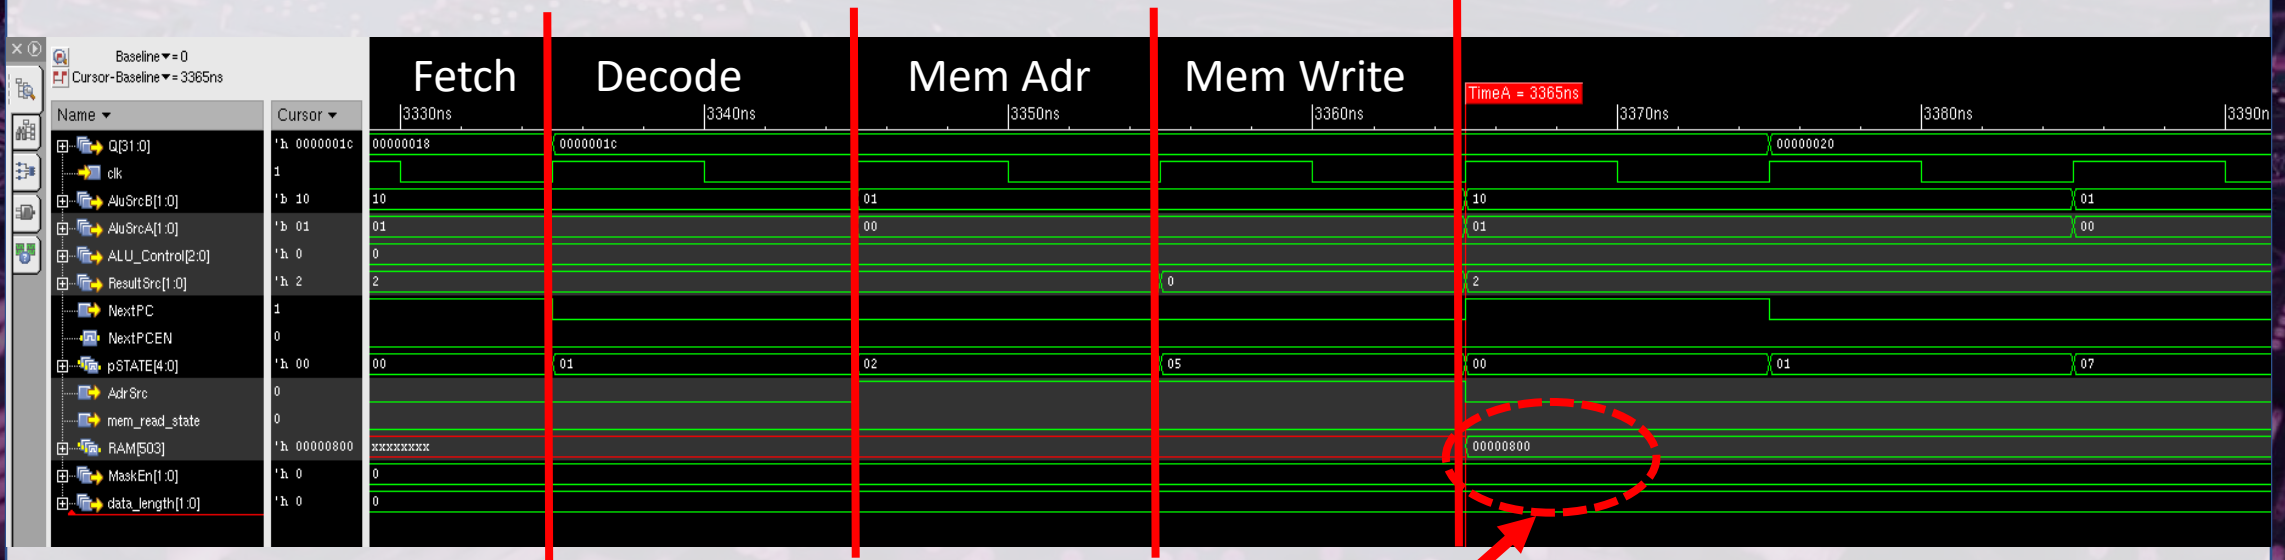 Baseline ▾ = 0
Cursor-Baseline ▾ = 3365ns
Fetch Decode Mem Adr Mem Write
TimeA = 3365ns
Name ▾ Cursor ▾ 3330ns 3340ns 3350ns 3360ns 3370ns 3380ns 3390n
Q[31:0] 'h 0000001c 00000018 0000001c 00000020
clk 1
AluSrcB[1:0] 'b 10 10 01 10 01
AluSrcA[1:0] 'b 01 01 00 01 00
ALU_Control[2:0] 'h 0 0
ResultSrc[1:0] 'h 2 2 0 2
NextPC 1
NextPCEN 0
pSTATE[4:0] 'h 00 00 01 02 05 00 01 07
AdrSrc 0
mem_read_state 0
RAM[503] 'h 00000800 xxxxxxxx 00000800
MaskEn[1:0] 'h 0 0
data_length[1:0] 'h 0 0